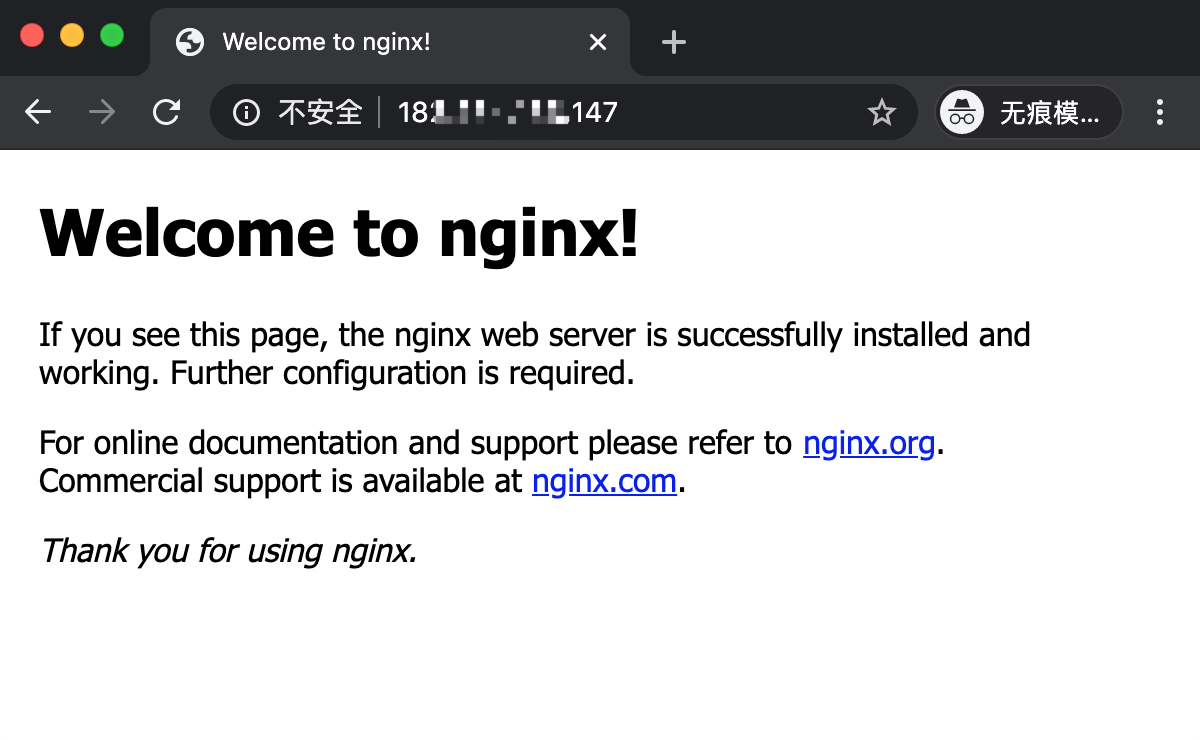 Welcome to nginx!
不安全
147
无痕模...
Welcome to nginx!
If you see this page, the nginx web server is successfully installed and
working. Further configuration is required.
For online documentation and support please refer to nginx.org.
Commercial support is available at nginx.com.
Thank you for using nginx.